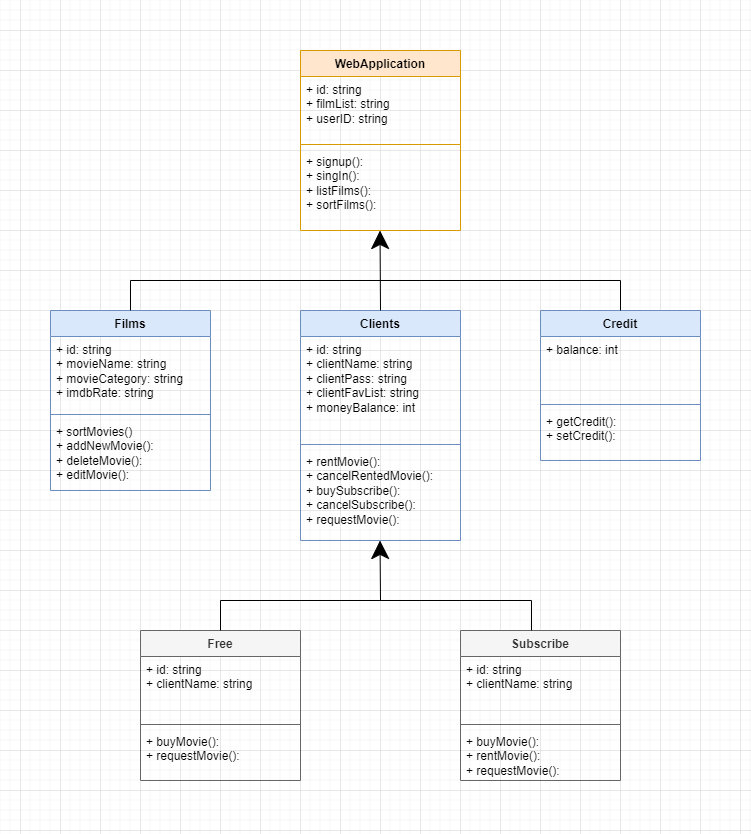 WebApplication
+ id: string
+ filmList: string
+ userID: string
+ signup():
+ singIn():
+ listFilms():
+ sortFilms():
Films
+ id: string
+ movieName: string
+ movieCategory: string
+ imdbRate: string
+ sortMovies()
+ addNewMovie():
+ deleteMovie():
+ editMovie():
Clients
+ id: string
+ clientName: string
+ clientPass: string
+ clientFavList: string
+ moneyBalance: int
+ rentMovie():
+ cancelRentedMovie():
+ buySubscribe():
+ cancelSubscribe():
+ requestMovie():
Credit
+ balance: int
+ getCredit():
+ setCredit():
Free
+ id: string
+ clientName: string
+ buyMovie():
+ requestMovie():
Subscribe
+ id: string
+ clientName: string
+ buyMovie():
+ rentMovie():
+ requestMovie():